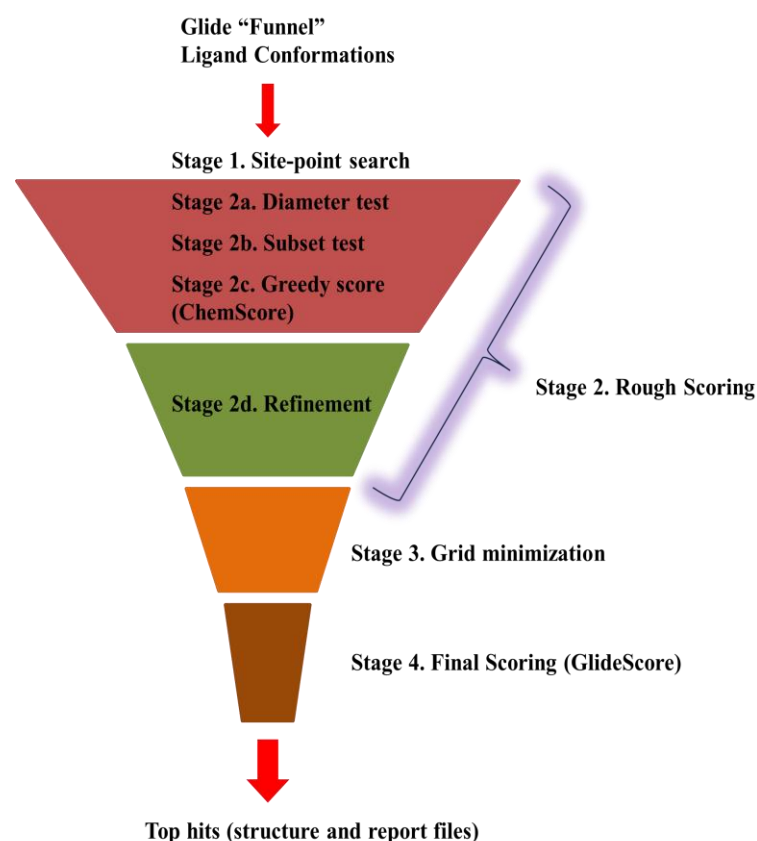 Glide “Funnel”
Ligand Conformations
Stage 1. Site-point search
Stage 2a. Diameter test
Stage 2b. Subset test
Stage 2c. Greedy score
(ChemScore)
Stage 2. Rough Scoring
Stage 2d. Refinement
Stage 3. Grid minimization
Stage 4. Final Scoring (GlideScore)
Top hits (structure and report files)